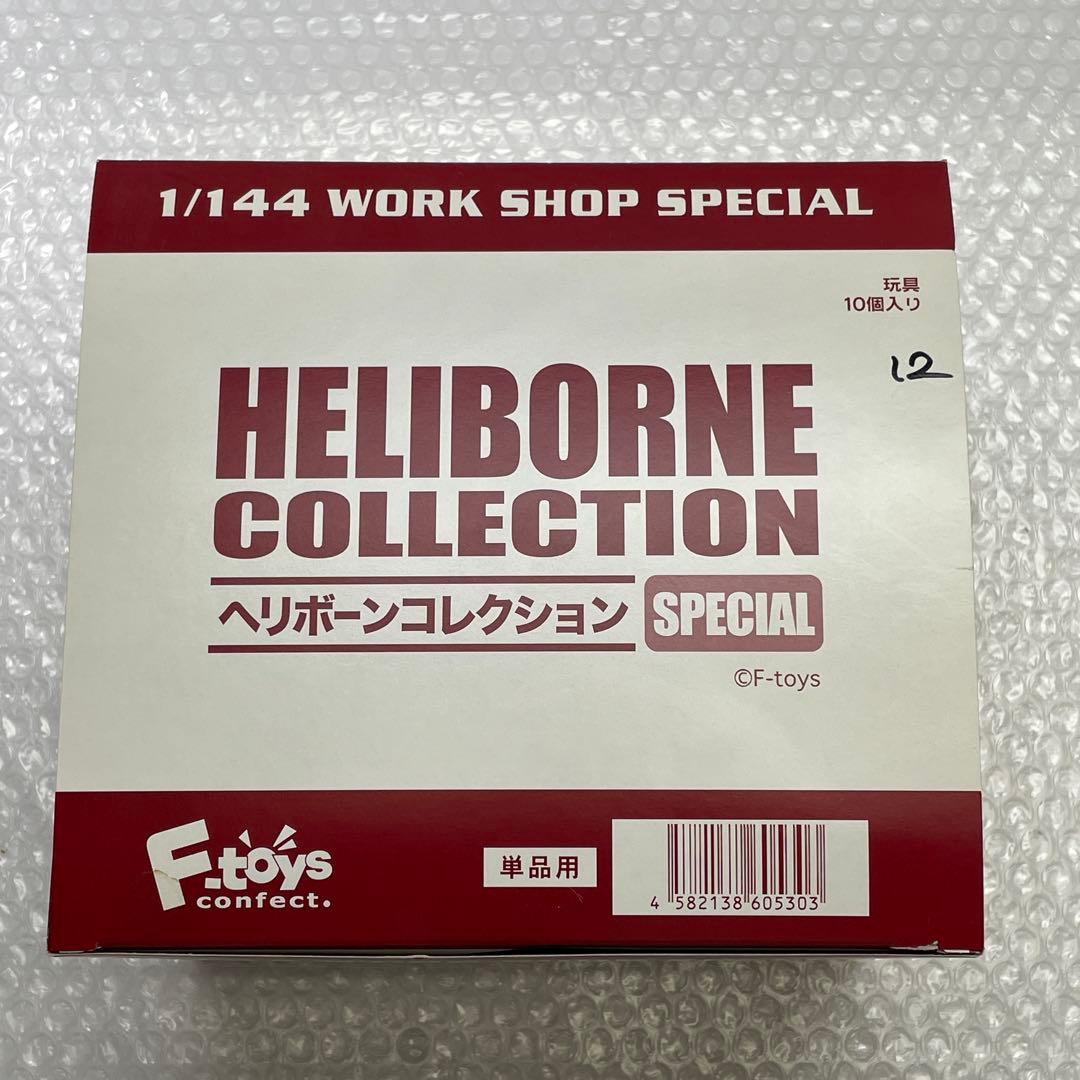 1/144 WORK SHOP SPECIAL
玩具
10個入り
12
HELIBORNE
COLLECTION
ヘリボーンコレクション SPECIAL
©F-toys
F-toys
confect.
単品用
4 582138 605303